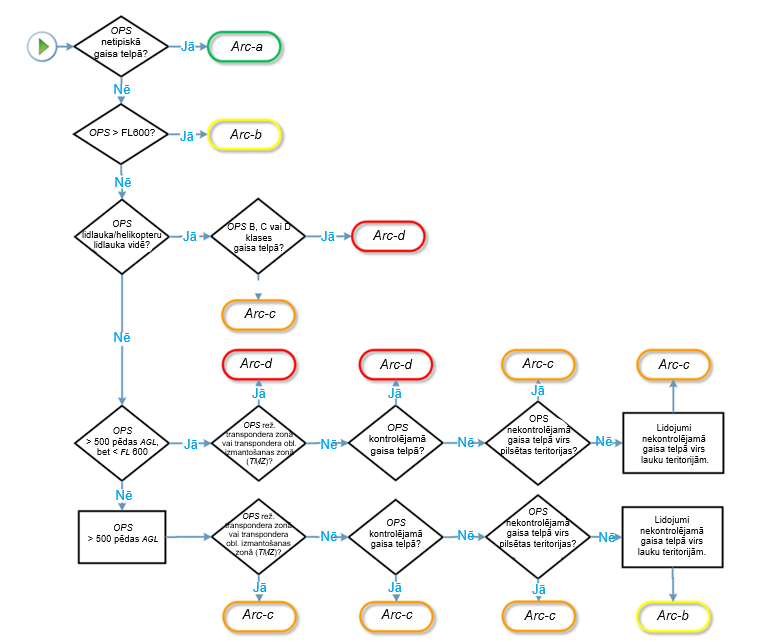 OPS
netipiskā
gaisa telpā?
Jā
Arc-a
Nē
OPS > FL600?
Jā
Arc-b
Nē
OPS
lidlauka/helikopteru
lidlauka vidē?
Jā
OPS B, C vai D
klases
gaisa telpā?
Jā
Arc-d
Arc-c
Nē
Arc-d
Arc-d
Arc-c
Arc-c
Jā
Jā
Jā
OPS
> 500 pēdas AGL,
bet < FL 600
Jā
OPS rež.
transpondera zonā
vai transpondera obl.
izmantošanas zonā
(TMZ)?
Nē
OPS
kontrolējamā
gaisa telpā?
Nē
OPS
nekontrolējamā
gaisa telpā virs
pilsētas teritorijas?
Nē
Lidojumi
nekontrolējamā
gaisa telpā virs
lauku teritorijām.
Nē
OPS
> 500 pēdas AGL
OPS rež.
transpondera zonā
vai transpondera
obl. izmantošanas
zonā (TMZ)?
Nē
OPS
kontrolējamā
gaisa telpā?
Nē
OPS
nekontrolējamā
gaisa telpā virs
pilsētas teritorijas?
Nē
Lidojumi
nekontrolējamā
gaisa telpā virs
lauku teritorijām.
Jā
Jā
Jā
Arc-c
Arc-c
Arc-c
Arc-b